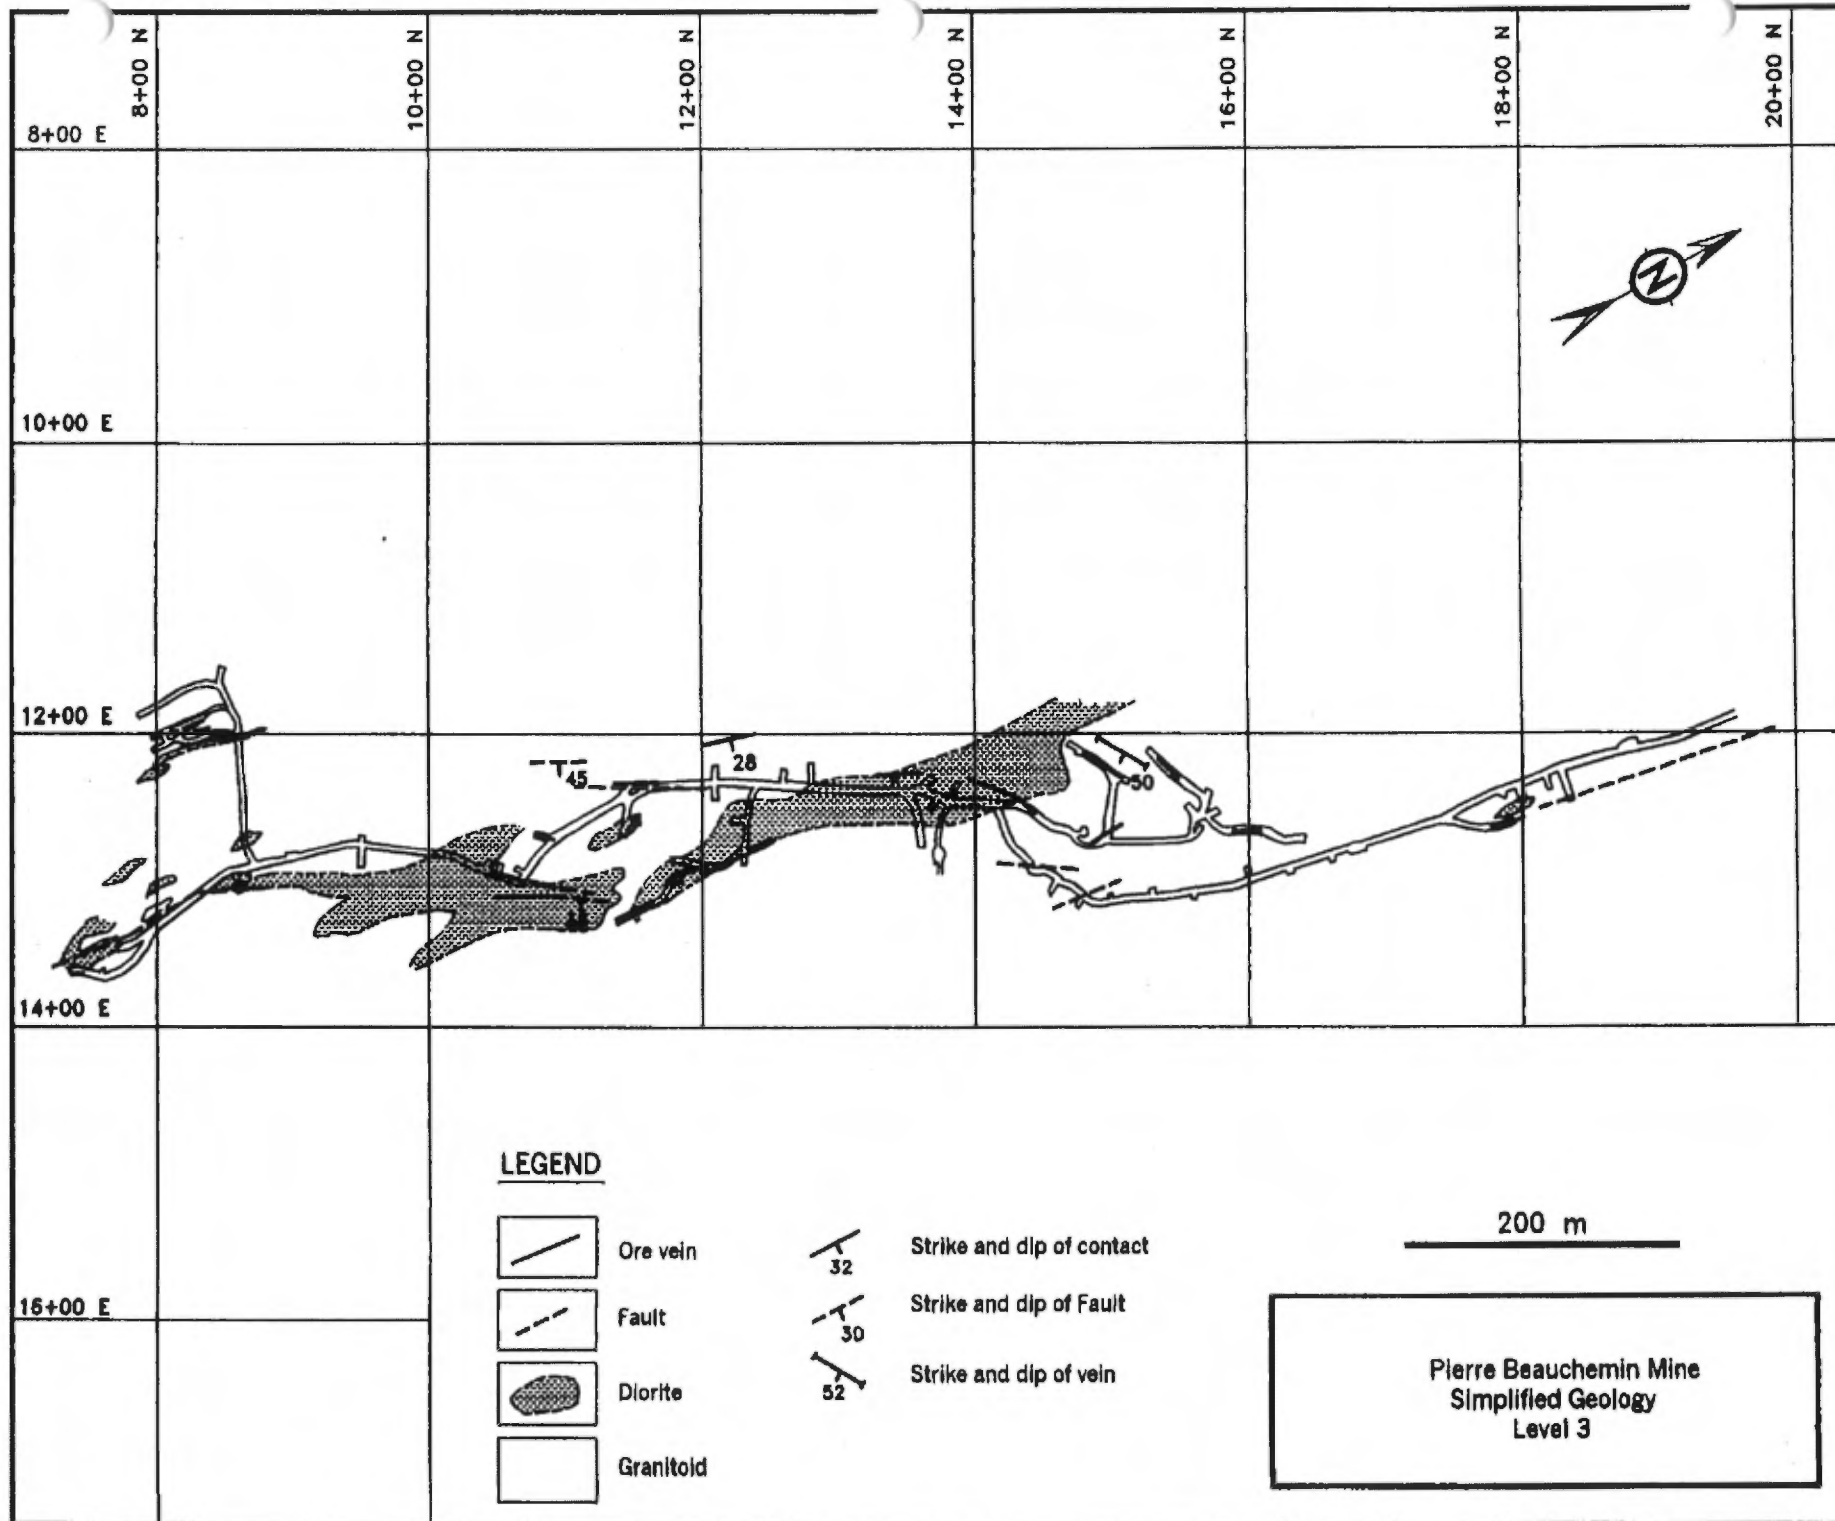 8+00 N
10+00 N
12+00 N
14+00 N
16+00 N
18+00 N
20+00 N
8+00 E
N
10+00 E
12+00 E
28
45
50
14+00 E
LEGEND
Ore vein
Fault
Diorite
Granitoid
32
Strike and dip of contact
30
Strike and dip of Fault
52
Strike and dip of vein
200 m
16+00 E
Pierre Beauchemin Mine
Simplified Geology
Level 3